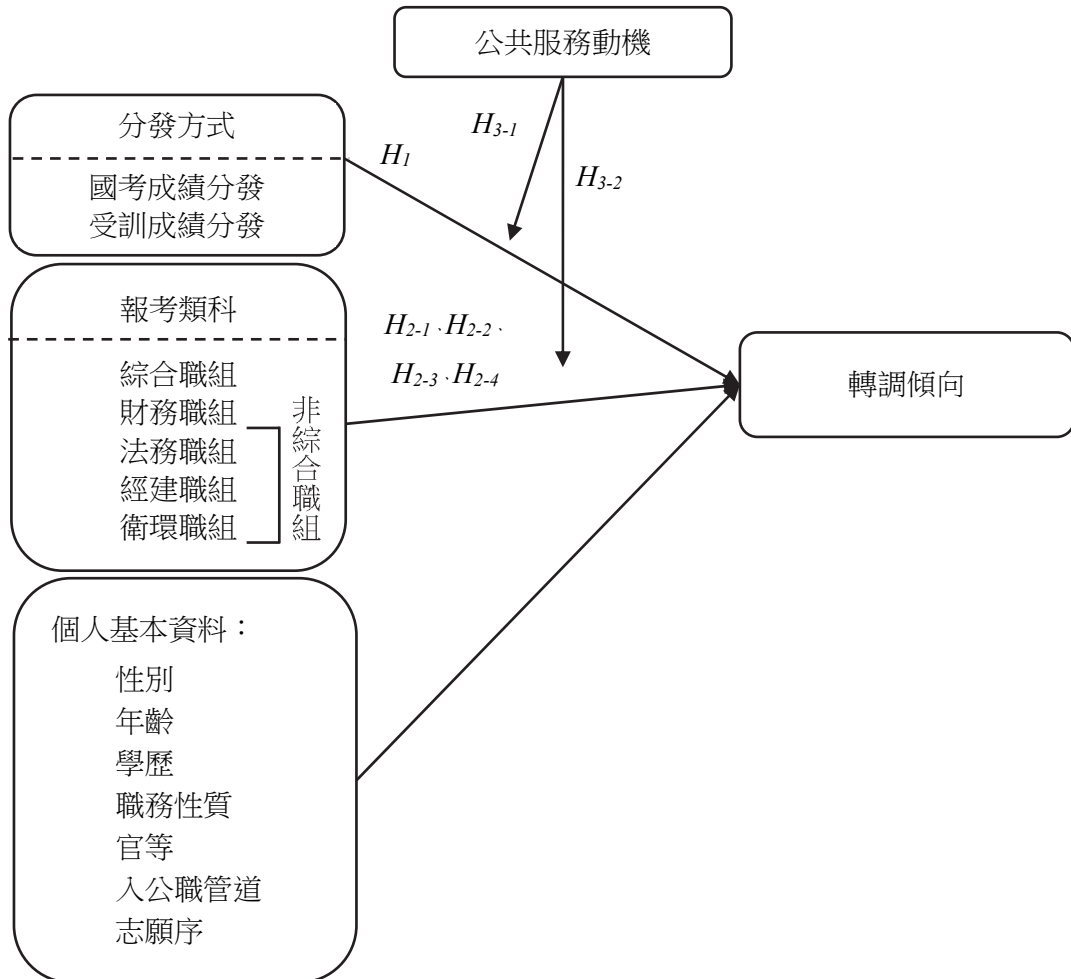 公共服務動機
分發方式
國考成績分發
受訓成績分發
H1
H3-1
H3-2
報考類科
綜合職組
財務職組
法務職組
經建職組
衛環職組
非綜合職組
H2-1、H2-2、
H2-3、H2-4
轉調傾向
個人基本資料：
性別
年齡
學歷
職務性質
官等
入公職管道
志願序